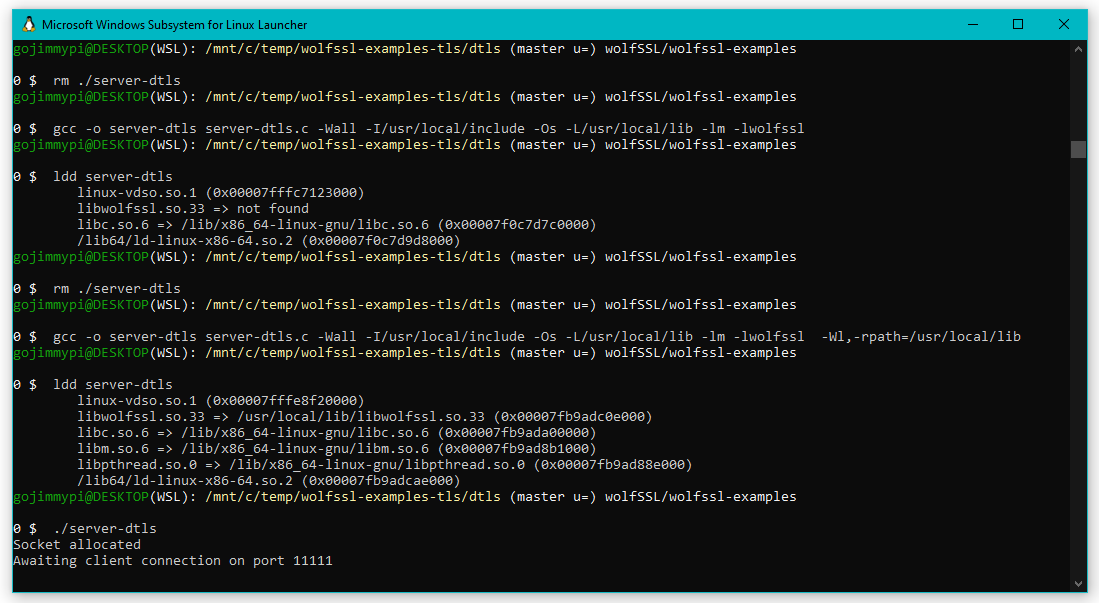 Microsoft Windows Subsystem for Linux Launcher
gojimmypi@DESKTOP(WSL): /mnt/c/temp/wolfssl-examples-tls/dtls (master u=) wolfSSL/wolfssl-examples
0 $  rm ./server-dtls
gojimmypi@DESKTOP(WSL): /mnt/c/temp/wolfssl-examples-tls/dtls (master u=) wolfSSL/wolfssl-examples
0 $  gcc -o server-dtls server-dtls.c -Wall -I/usr/local/include -Os -L/usr/local/lib -lm -lwolfssl
gojimmypi@DESKTOP(WSL): /mnt/c/temp/wolfssl-examples-tls/dtls (master u=) wolfSSL/wolfssl-examples
0 $  ldd server-dtls
linux-vdso.so.1 (0x00007fffc7123000)
libwolfssl.so.33 => not found
libc.so.6 => /lib/x86_64-linux-gnu/libc.so.6 (0x00007f0c7d7c0000)
/lib64/ld-linux-x86-64.so.2 (0x00007f0c7d9d8000)
gojimmypi@DESKTOP(WSL): /mnt/c/temp/wolfssl-examples-tls/dtls (master u=) wolfSSL/wolfssl-examples
0 $  rm ./server-dtls
gojimmypi@DESKTOP(WSL): /mnt/c/temp/wolfssl-examples-tls/dtls (master u=) wolfSSL/wolfssl-examples
0 $  gcc -o server-dtls server-dtls.c -Wall -I/usr/local/include -Os -L/usr/local/lib -lm -lwolfssl  -Wl,-rpath=/usr/local/lib
gojimmypi@DESKTOP(WSL): /mnt/c/temp/wolfssl-examples-tls/dtls (master u=) wolfSSL/wolfssl-examples
0 $  ldd server-dtls
linux-vdso.so.1 (0x00007fffe8f20000)
libwolfssl.so.33 => /usr/local/lib/libwolfssl.so.33 (0x00007fb9adc0e000)
libc.so.6 => /lib/x86_64-linux-gnu/libc.so.6 (0x00007fb9ada00000)
libm.so.6 => /lib/x86_64-linux-gnu/libm.so.6 (0x00007fb9ad8b1000)
libpthread.so.0 => /lib/x86_64-linux-gnu/libpthread.so.0 (0x00007fb9ad88e000)
/lib64/ld-linux-x86-64.so.2 (0x00007fb9adcae000)
gojimmypi@DESKTOP(WSL): /mnt/c/temp/wolfssl-examples-tls/dtls (master u=) wolfSSL/wolfssl-examples
0 $  ./server-dtls
Socket allocated
Awaiting client connection on port 11111